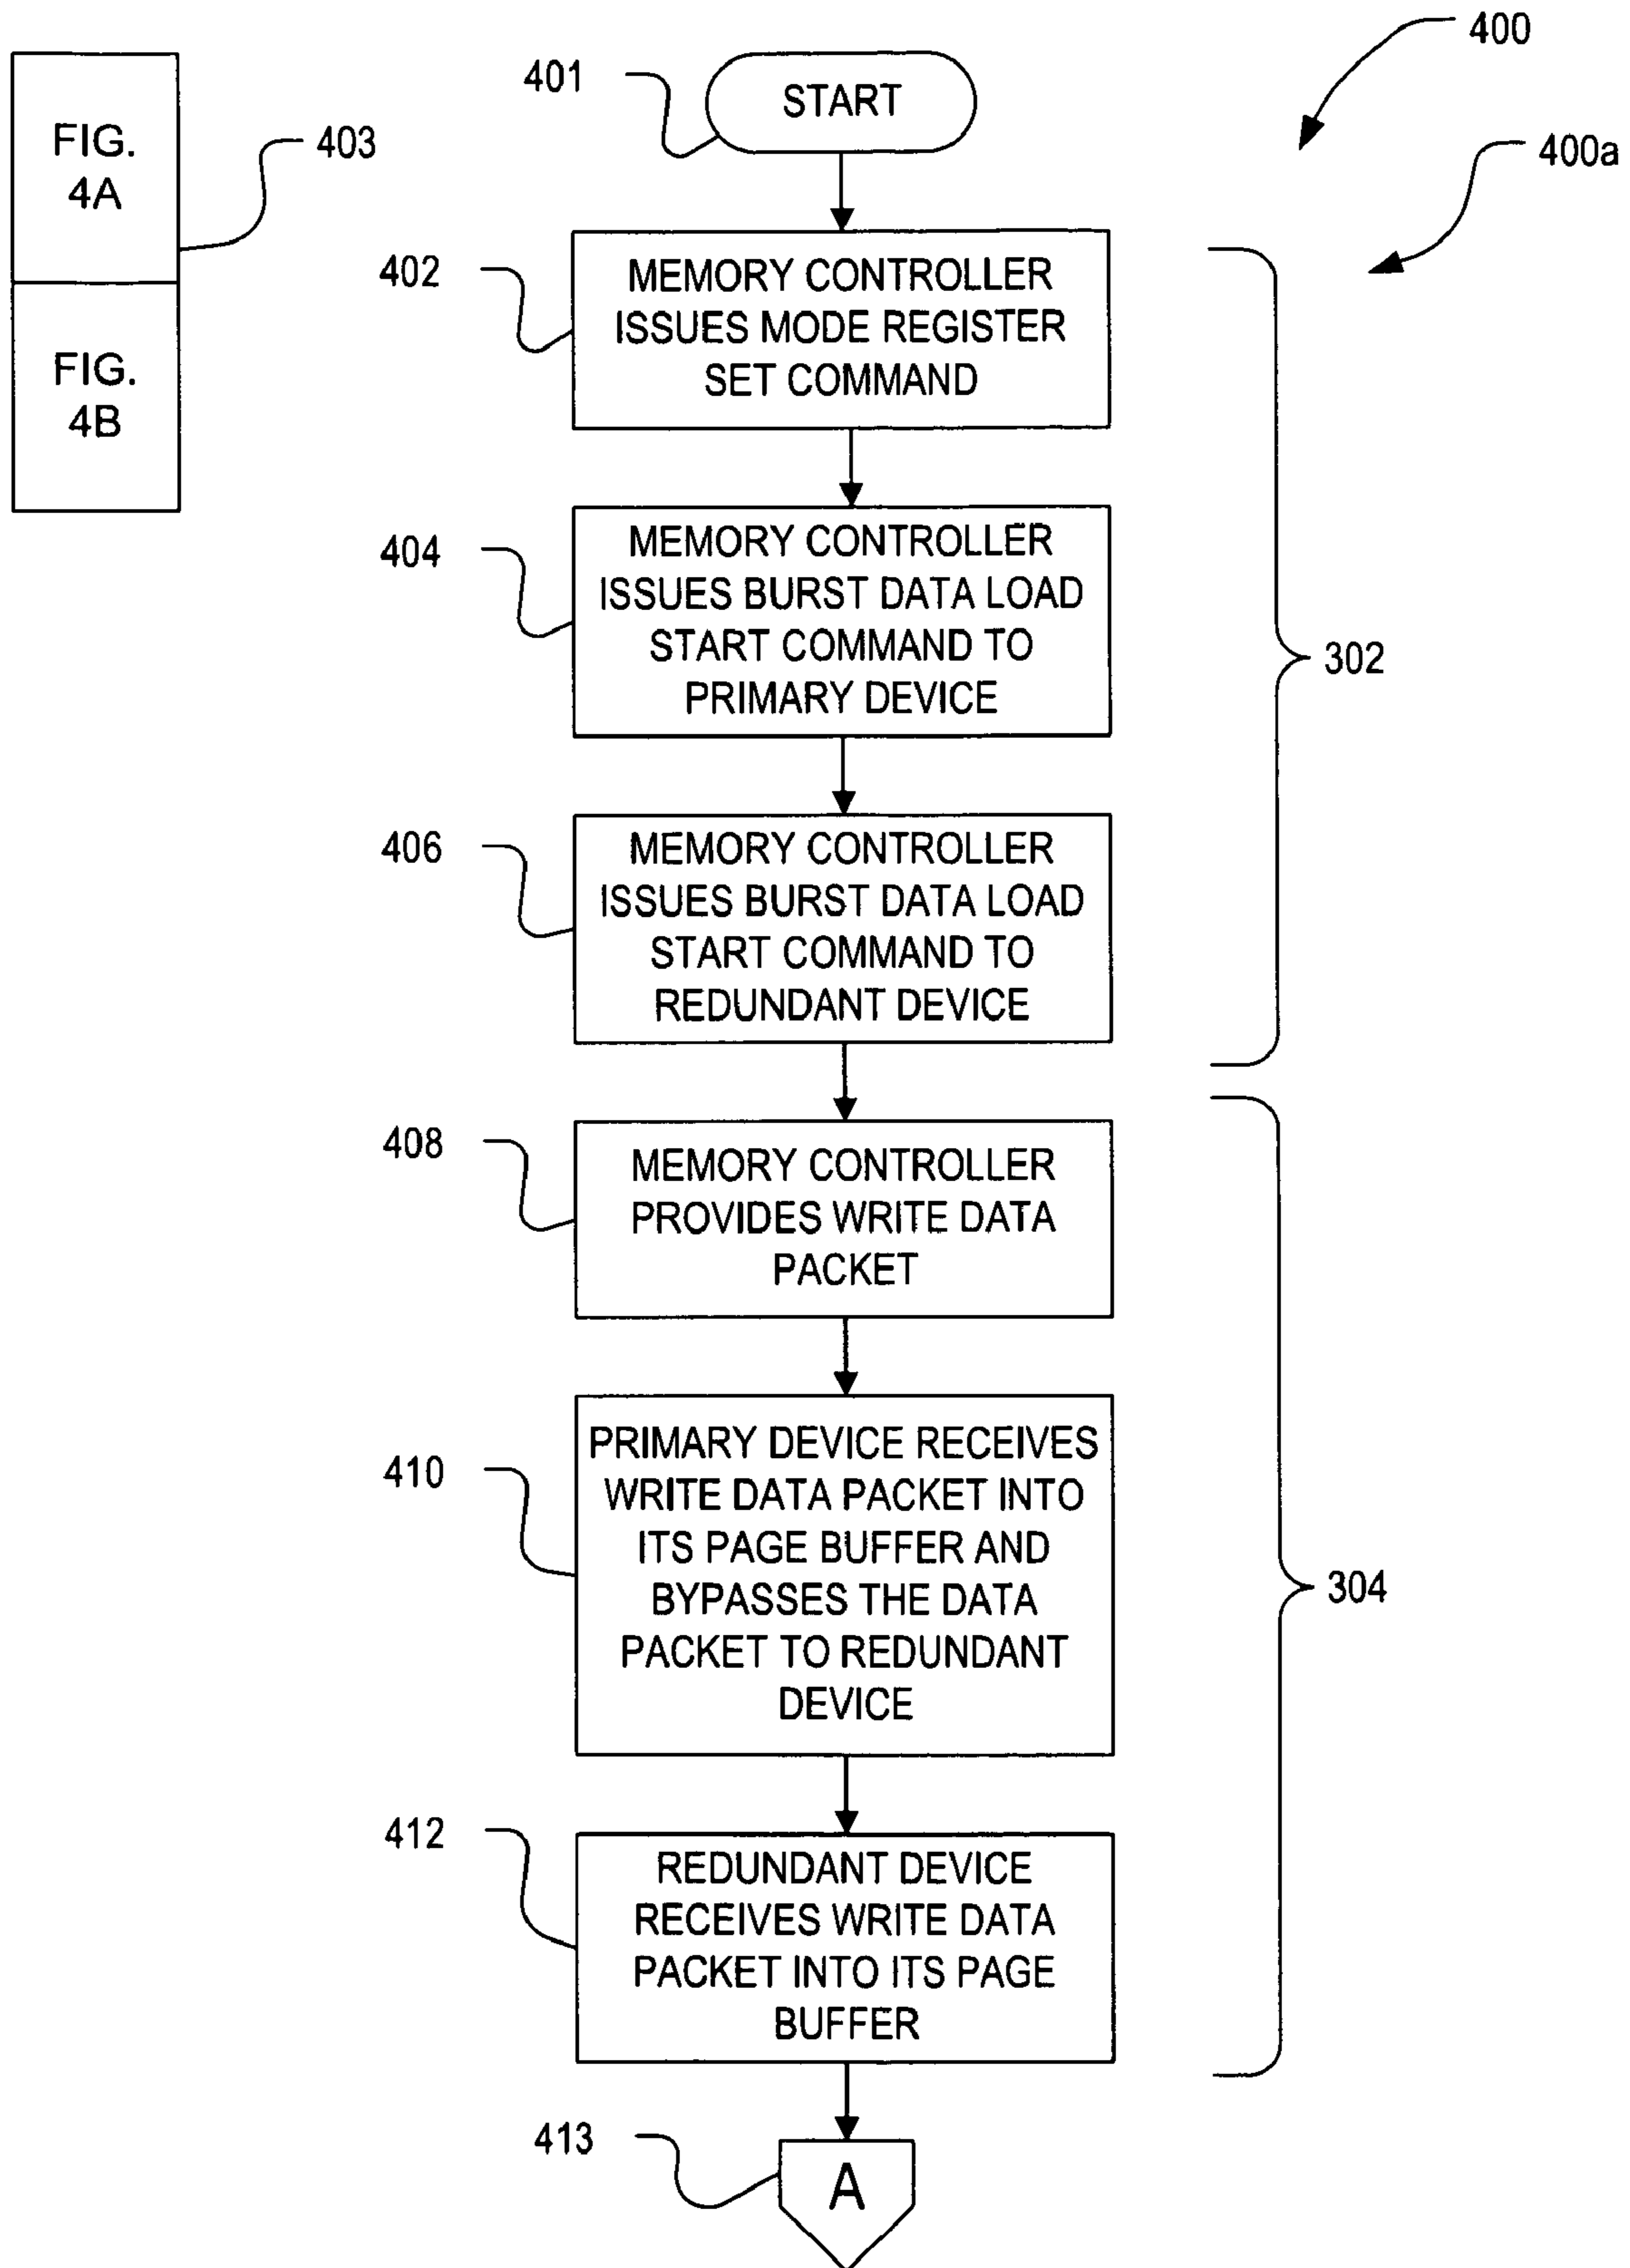 400
400a
FIG.
4A
FIG.
4B
403
401
START
402
MEMORY CONTROLLER
ISSUES MODE REGISTER
SET COMMAND
404
MEMORY CONTROLLER
ISSUES BURST DATA LOAD
START COMMAND TO
PRIMARY DEVICE
302
406
MEMORY CONTROLLER
ISSUES BURST DATA LOAD
START COMMAND TO
REDUNDANT DEVICE
408
MEMORY CONTROLLER
PROVIDES WRITE DATA
PACKET
410
PRIMARY DEVICE RECEIVES
WRITE DATA PACKET INTO
ITS PAGE BUFFER AND
BYPASSES THE DATA
PACKET TO REDUNDANT
DEVICE
304
412
REDUNDANT DEVICE
RECEIVES WRITE DATA
PACKET INTO ITS PAGE
BUFFER
413
A